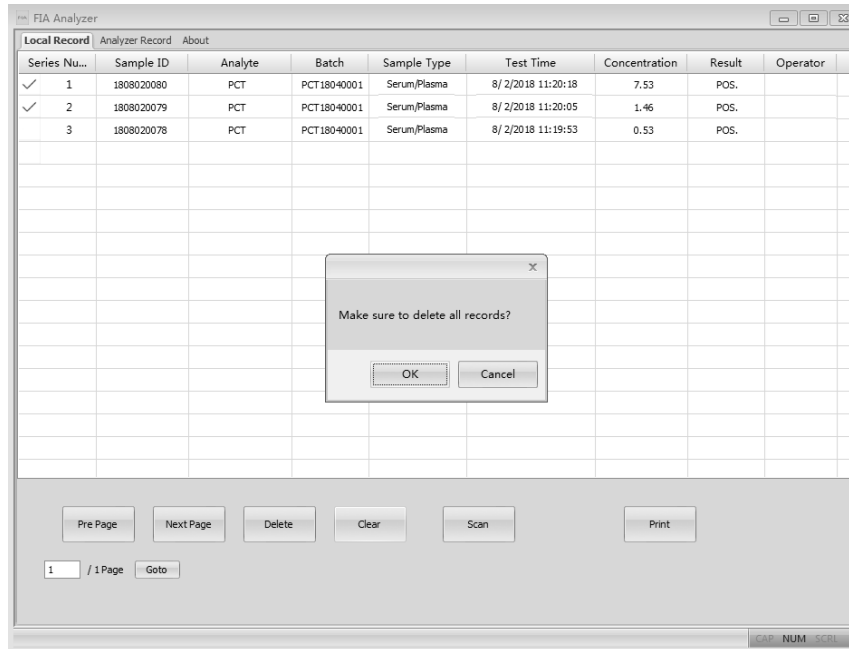 FIA FIA Analyzer
Local Record Analyzer Record About
Series Nu... Sample ID Analyte Batch Sample Type Test Time Concentration Result Operator
1 1808020080 PCT PCT18040001 Serum/Plasma 8/ 2/2018 11:20:18 7.53 POS.
2 1808020079 PCT PCT18040001 Serum/Plasma 8/ 2/2018 11:20:05 1.46 POS.
3 1808020078 PCT PCT18040001 Serum/Plasma 8/ 2/2018 11:19:53 0.53 POS.
Make sure to delete all records?
OK Cancel
Pre Page Next Page Delete Clear Scan Print
1 / 1 Page Goto
CAP NUM SCRL